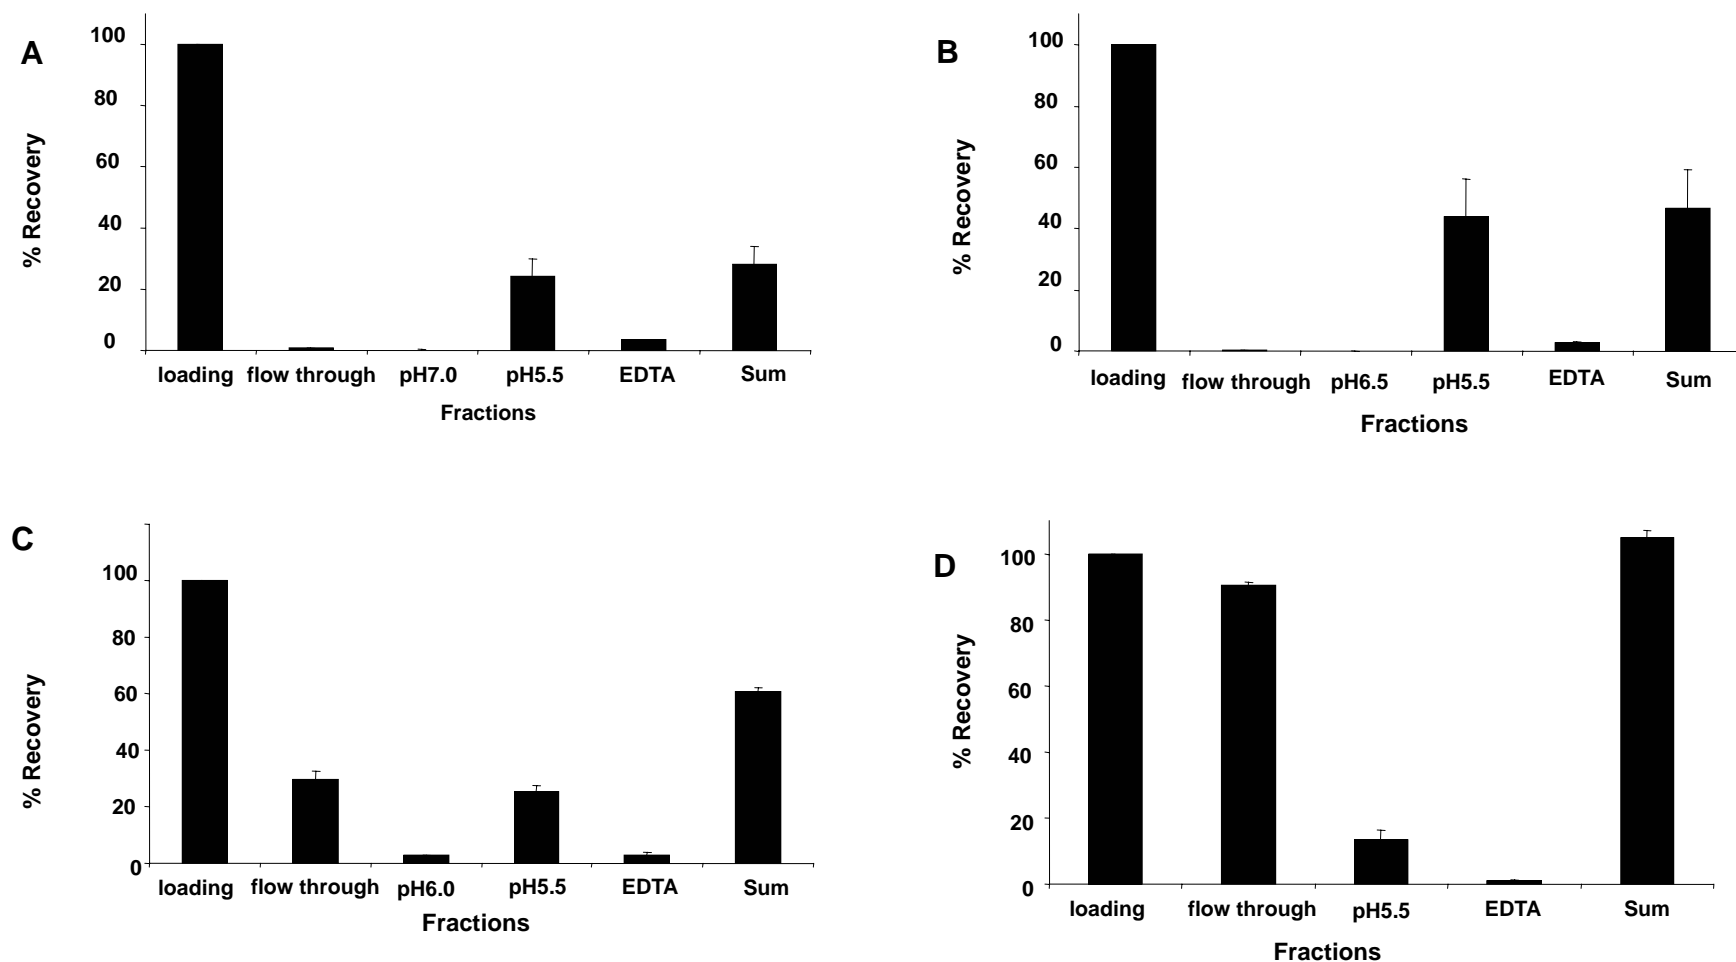 A
% Recovery
100
80
60
40
20
0
loading flow through pH7.0 pH5.5 EDTA Sum
Fractions
B
% Recovery
100
80
60
40
20
0
loading flow through pH6.5 pH5.5 EDTA Sum
Fractions
C
% Recovery
100
80
60
40
20
0
loading flow through pH6.0 pH5.5 EDTA Sum
Fractions
D
% Recovery
100
80
60
40
20
0
loading flow through pH5.5 EDTA Sum
Fractions